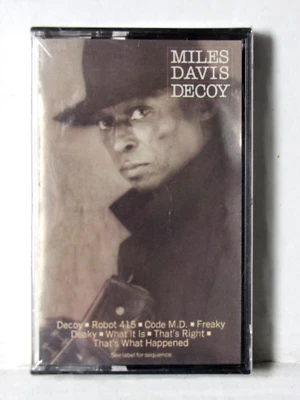 MILES
DAVIS
DECOY
Decoy ■ Robot 415 ■ Code M.D. ■ Freaky
Deaky ■ What It Is ■ That's Right ■
That's What Happened
See label for sequence